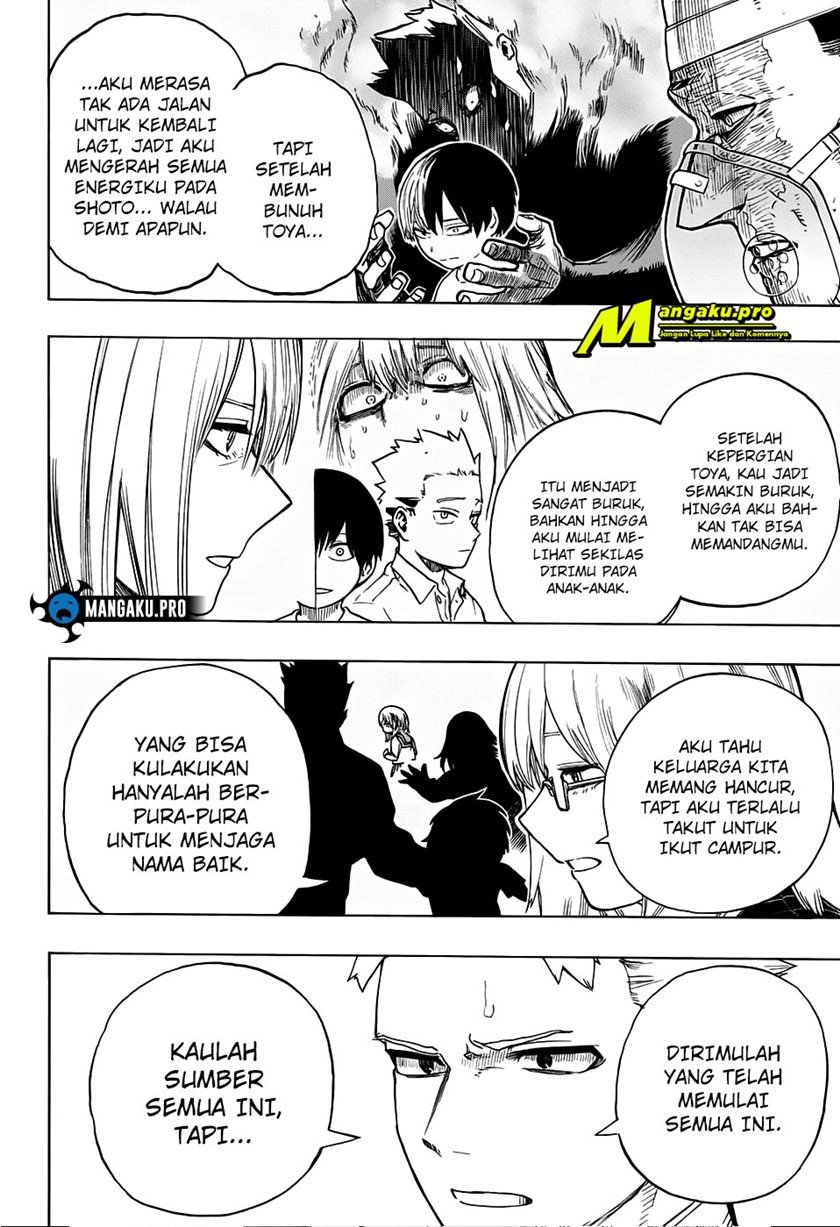 TAPI
SETELAH
MEM-
BUNUH
TOYA...
...AKU MERASA
TAK ADA JALAN
UNTUK KEMBALI
LAGI, JADI AKU
MENGERAH SEMUA
ENERGIKU PADA
SHOTO... WALAU
DEMI APAPUN.
Mangaku.pro
Jangan Lupa Like dan Komennya
SETELAH
KEPERGIAN
TOYA, KAU JADI
SEMAKIN BURUK,
HINGGA AKU BAH-
KAN TAK BISA
MEMANDANGMU.
ITU MENJADI
SANGAT BURUK,
BAHKAN HINGGA
AKU MULAI ME-
LIHAT SEKILAS
DIRIMU PADA
ANAK-ANAK.
MANGAKU.PRO
AKU TAHU
KELUARGA KITA
MEMANG HANCUR,
TAPI AKU TERLALU
TAKUT UNTUK
IKUT CAMPUR.
YANG BISA
KULAKUKAN
HANYALAH BER-
PURA-PURA
UNTUK MENJAGA
NAMA BAIK.
DIRIMULAH
YANG TELAH
MEMULAI
SEMUA INI.
KAULAH
SUMBER
SEMUA INI,
TAPI...